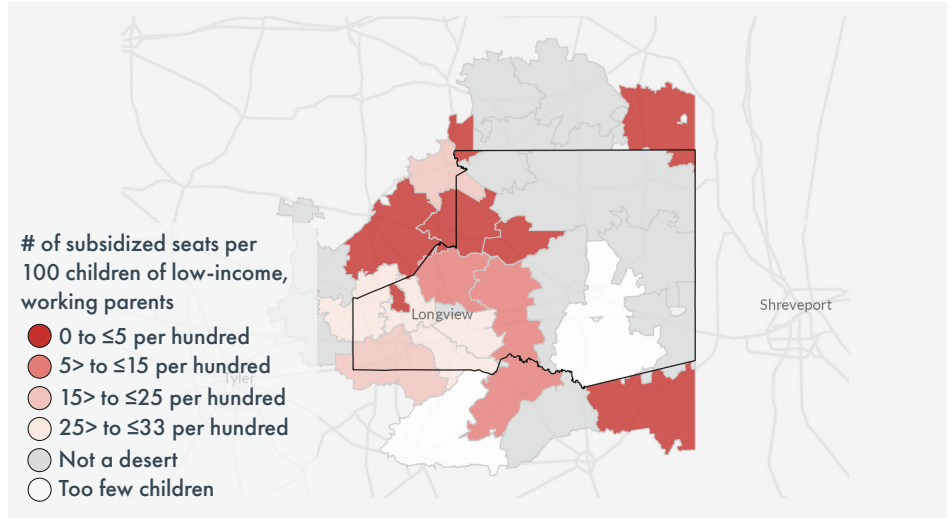 # of subsidized seats per
100 children of low-income,
working parents
0 to ≤5 per hundred
5> to ≤15 per hundred
15> to ≤25 per hundred
25> to ≤33 per hundred
Not a desert
Too few children
Longview
Shreveport
Tyler